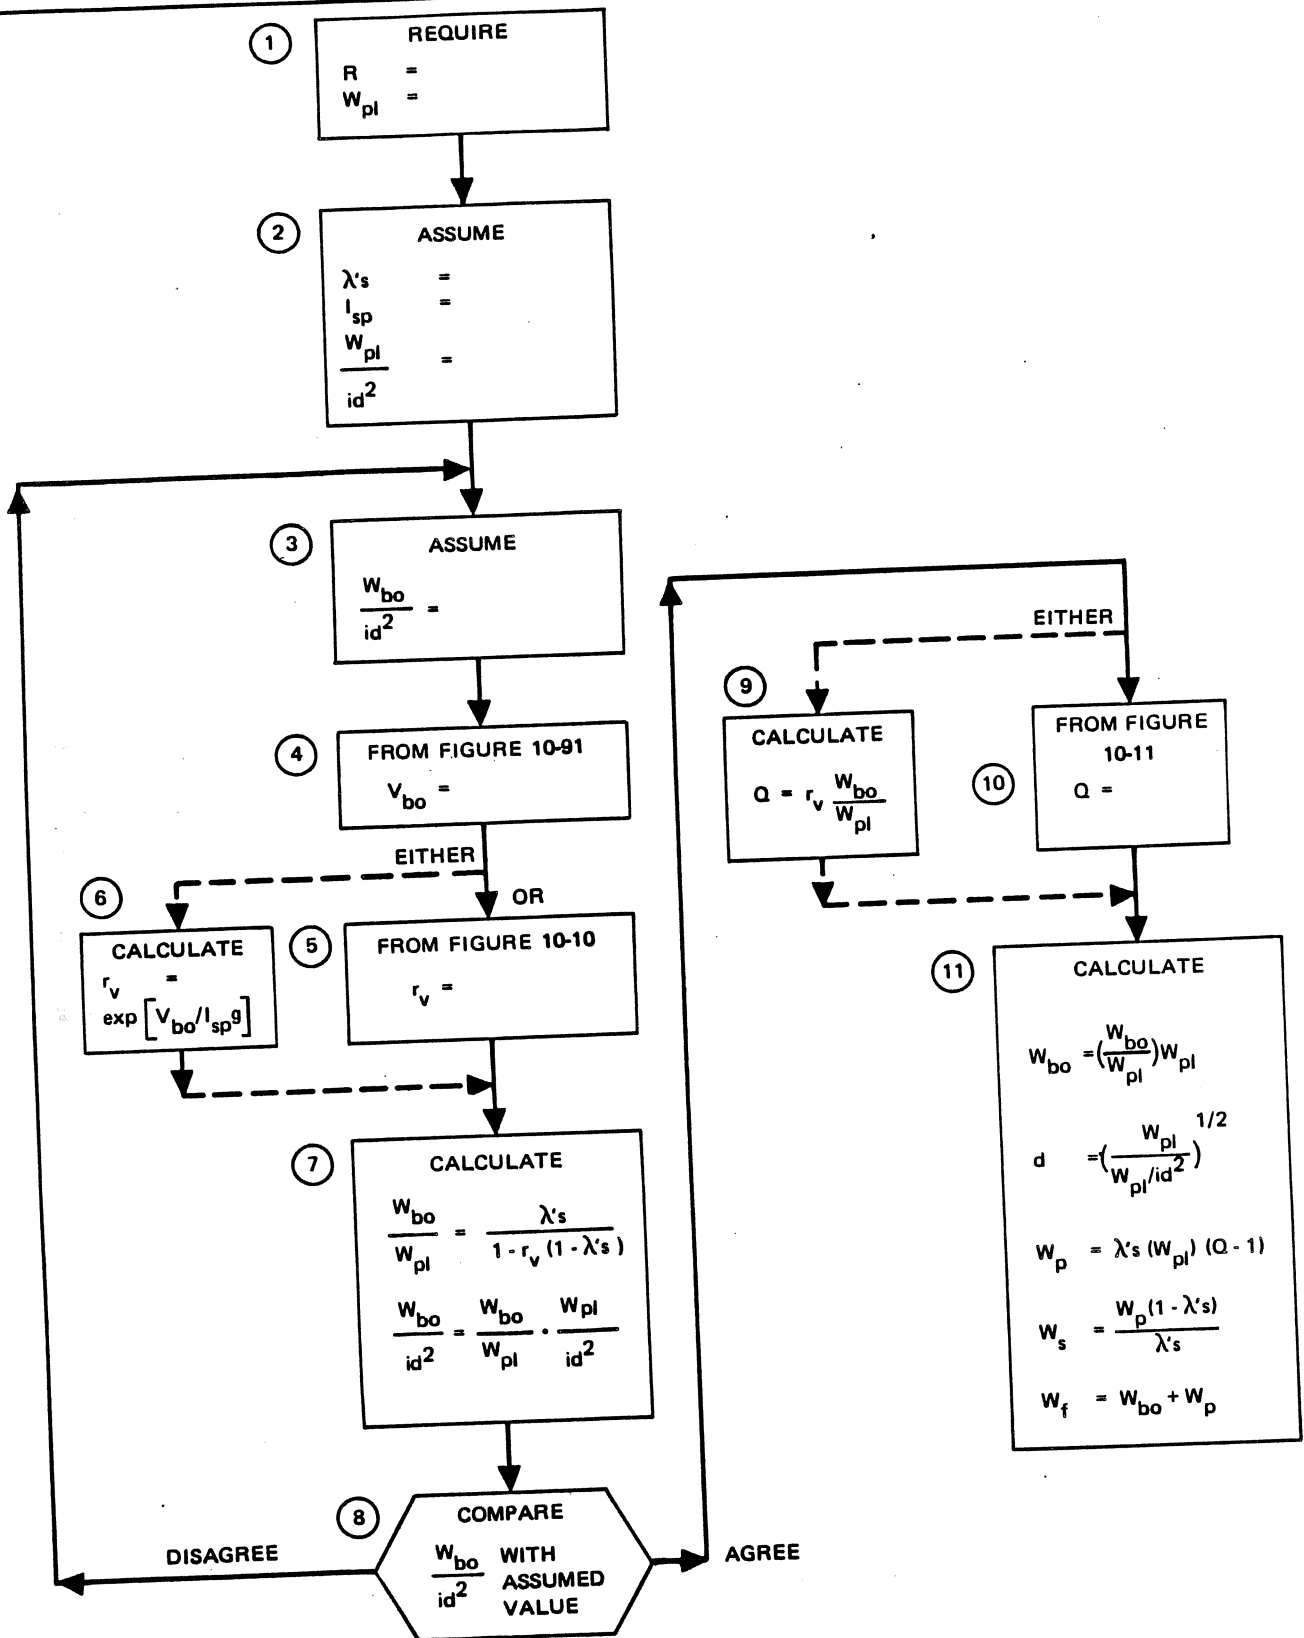 1
REQUIRE
R =
W_pl =
2
ASSUME
λ's =
I_sp =
W_pl
=
id²
3
ASSUME
W_bo
=
id²
4
FROM FIGURE 10-91
V_bo =
EITHER
OR
6
CALCULATE
r_v =
exp [V_bo/I_sp g]
5
FROM FIGURE 10-10
r_v =
7
CALCULATE
W_bo / W_pl = λ's / 1 - r_v (1 - λ's)
W_bo / id² = W_bo / W_pl · W_pl / id²
8
COMPARE
W_bo WITH
id² ASSUMED
VALUE
DISAGREE
AGREE
EITHER
9
CALCULATE
Q = r_v W_bo / W_pl
10
FROM FIGURE
10-11
Q =
11
CALCULATE
W_bo = (W_bo / W_pl) W_pl
d = (W_pl / W_pl/id²)^1/2
W_p = λ's (W_pl) (Q - 1)
W_s = W_p (1 - λ's) / λ's
W_f = W_bo + W_p